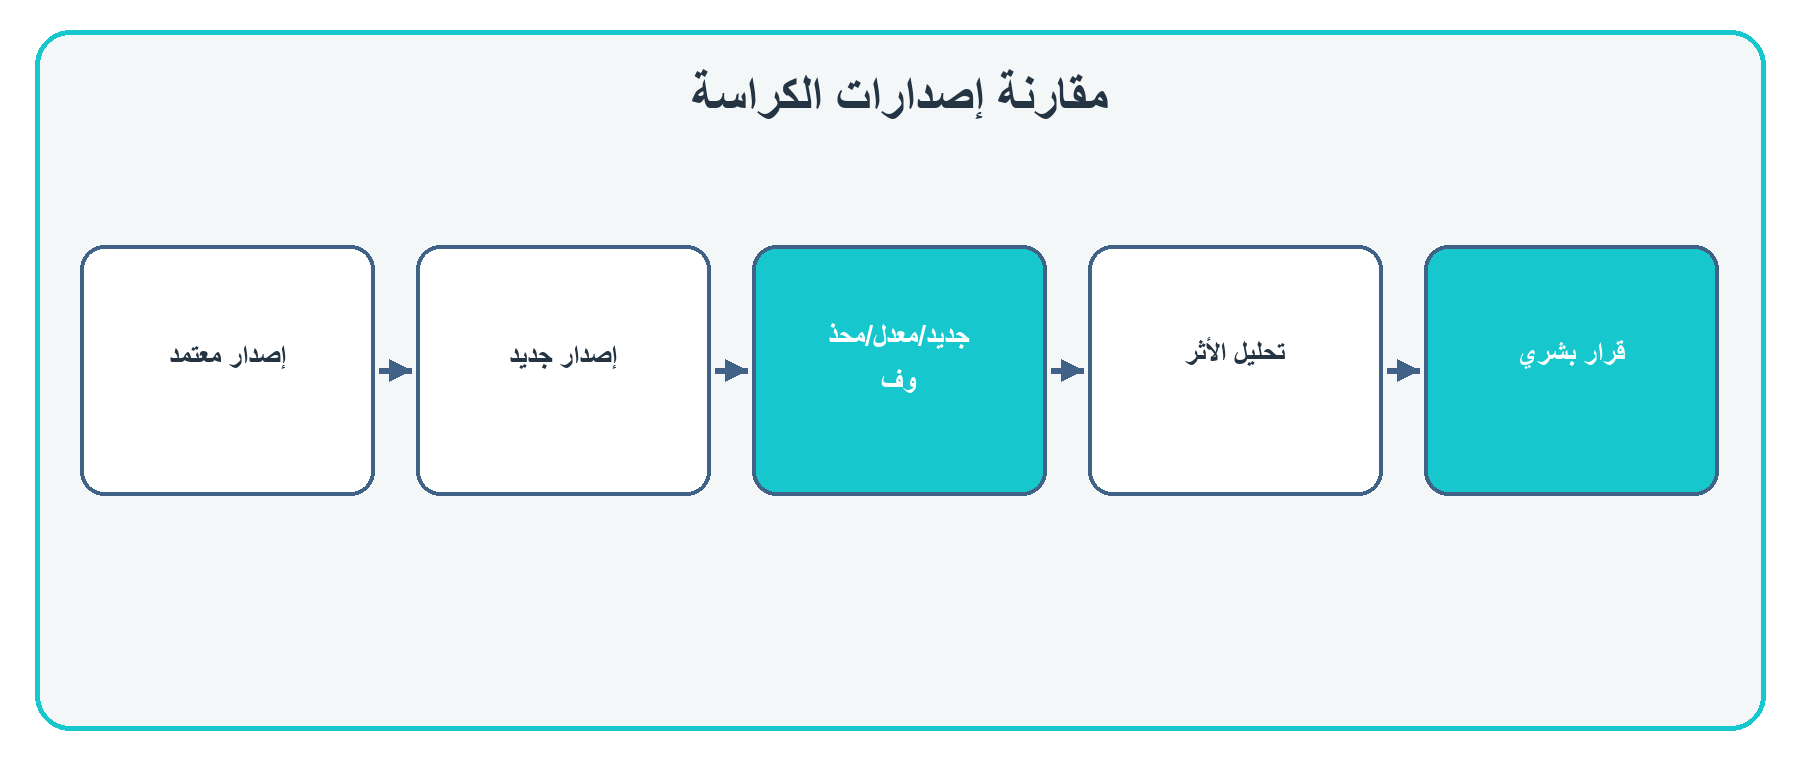 مقارنة إصدارات الكراسة
إصدار معتمد
إصدار جديد
جديد/معدل/محذ
وف
تحليل الأثر
قرار بشري